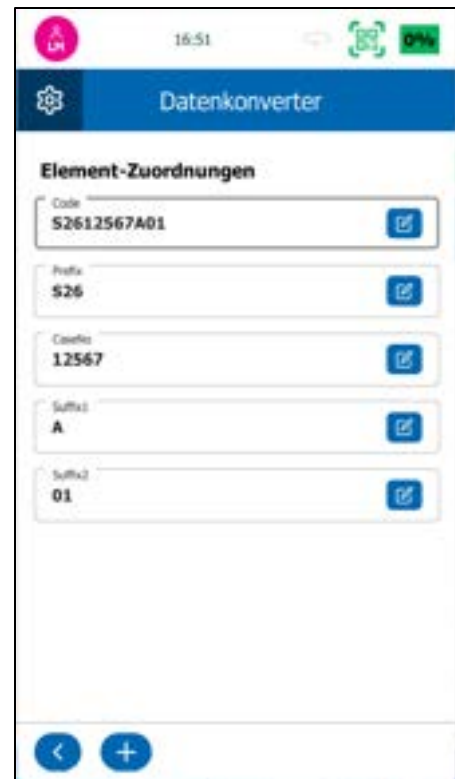 LM
16:51
0%
Datenkonverter
Element-Zuordnungen
Code
S2612567A01
Prefix
S26
CaseNo
12567
Suffix1
A
Suffix2
01